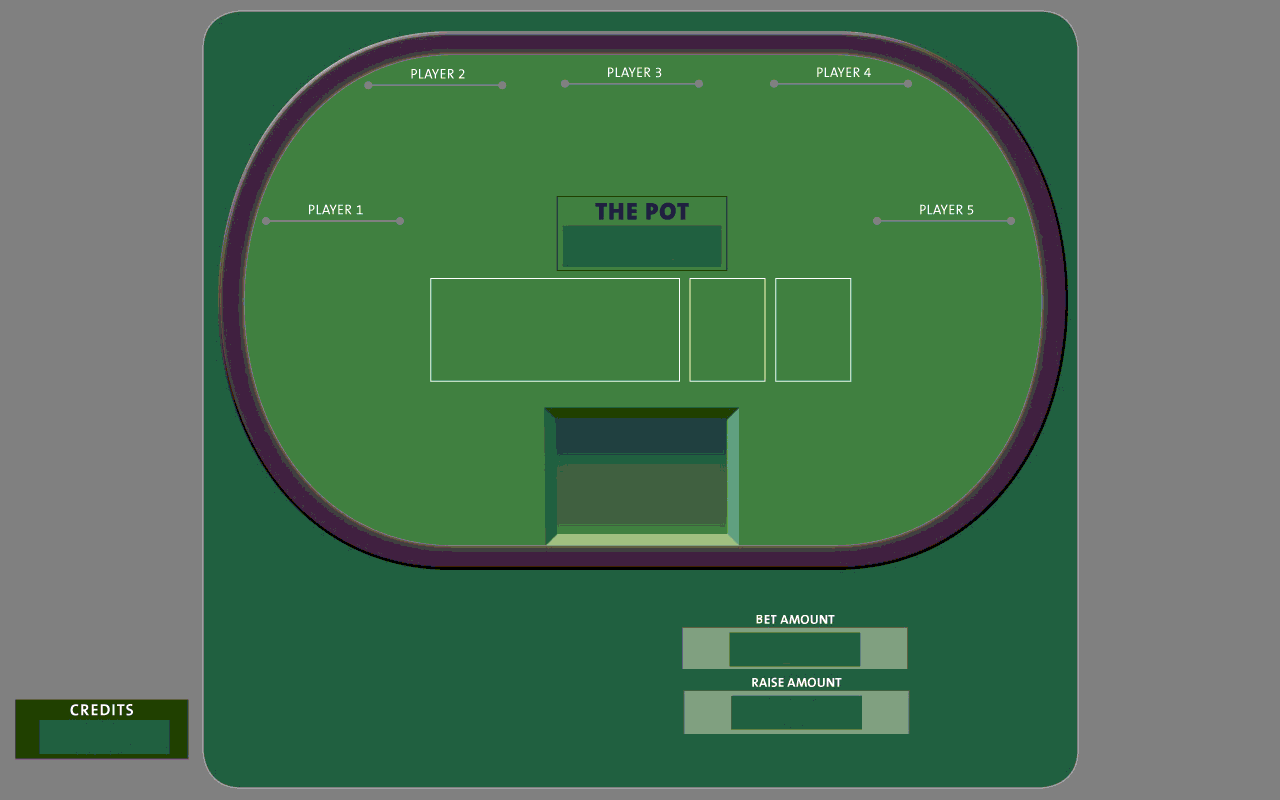 PLAYER 2
PLAYER 3
PLAYER 4
PLAYER 1
THE POT
PLAYER 5
BET AMOUNT
RAISE AMOUNT
CREDITS